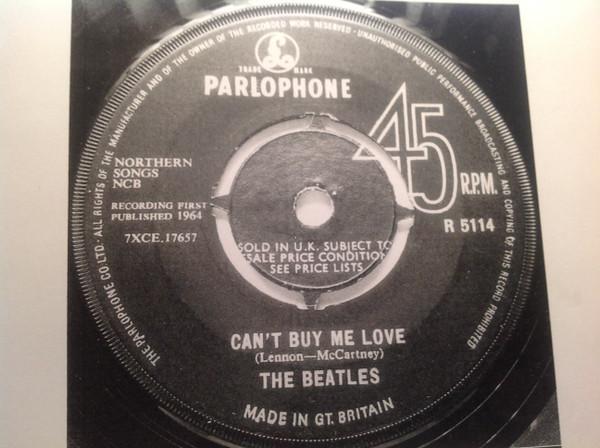 THE PARLOPHONE CO.LTD.·ALL RIGHTS OF THE MANUFACTURER AND OF THE OWNER OF THE RECORDED WORK RESERVED·UNAUTHORISED PUBLIC PERFORMANCE BROADCASTING AND COPYING OF THIS RECORD PROHIBITED
£
TRADE MARK
PARLOPHONE
45
R.P.M.
NORTHERN
SONGS
NCB
RECORDING FIRST
PUBLISHED 1964
7XCE.17657
R 5114
SOLD IN U.K. SUBJECT TO
ESALE PRICE CONDITION
SEE PRICE LISTS
CAN'T BUY ME LOVE
(Lennon—McCartney)
THE BEATLES
MADE IN GT. BRITAIN